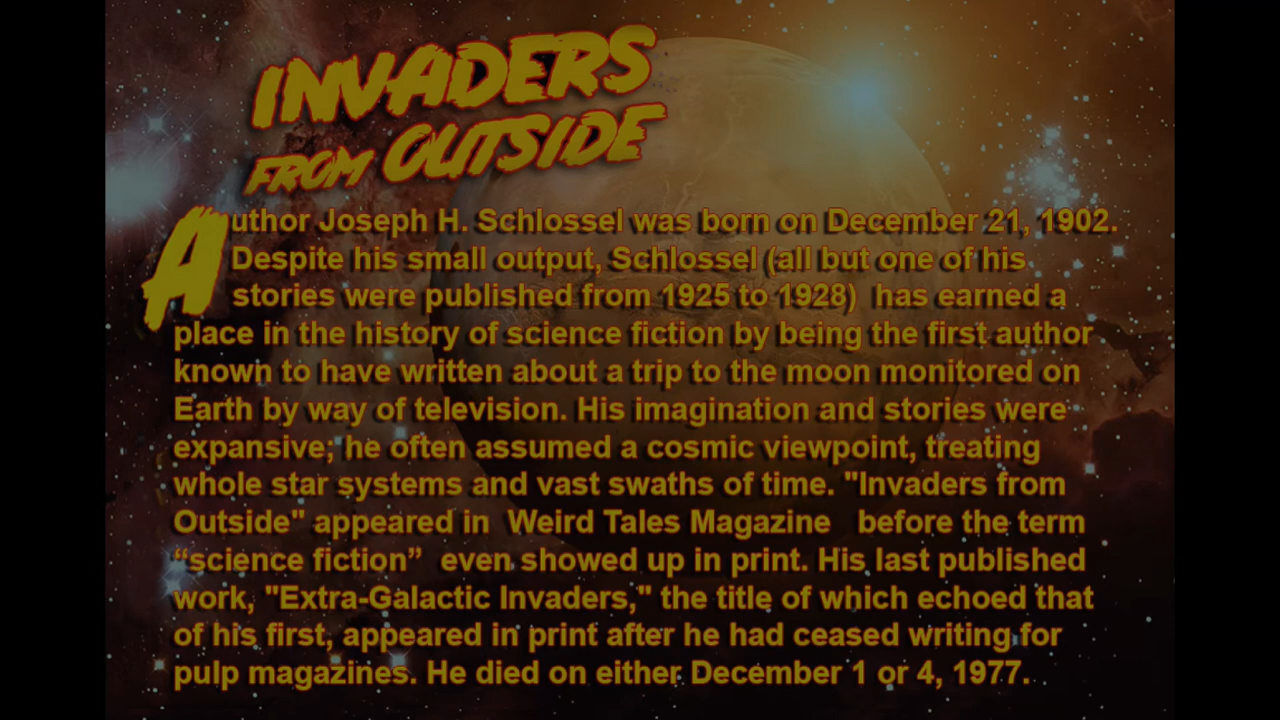 INVADERS
FROM OUTSIDE
Author Joseph H. Schlossel was born on December 21, 1902.
Despite his small output, Schlossel (all but one of his
stories were published from 1925 to 1928)  has earned a
place in the history of science fiction by being the first author
known to have written about a trip to the moon monitored on
Earth by way of television. His imagination and stories were
expansive; he often assumed a cosmic viewpoint, treating
whole star systems and vast swaths of time. "Invaders from
Outside" appeared in  Weird Tales Magazine   before the term
“science fiction”  even showed up in print. His last published
work, "Extra-Galactic Invaders," the title of which echoed that
of his first, appeared in print after he had ceased writing for
pulp magazines. He died on either December 1 or 4, 1977.